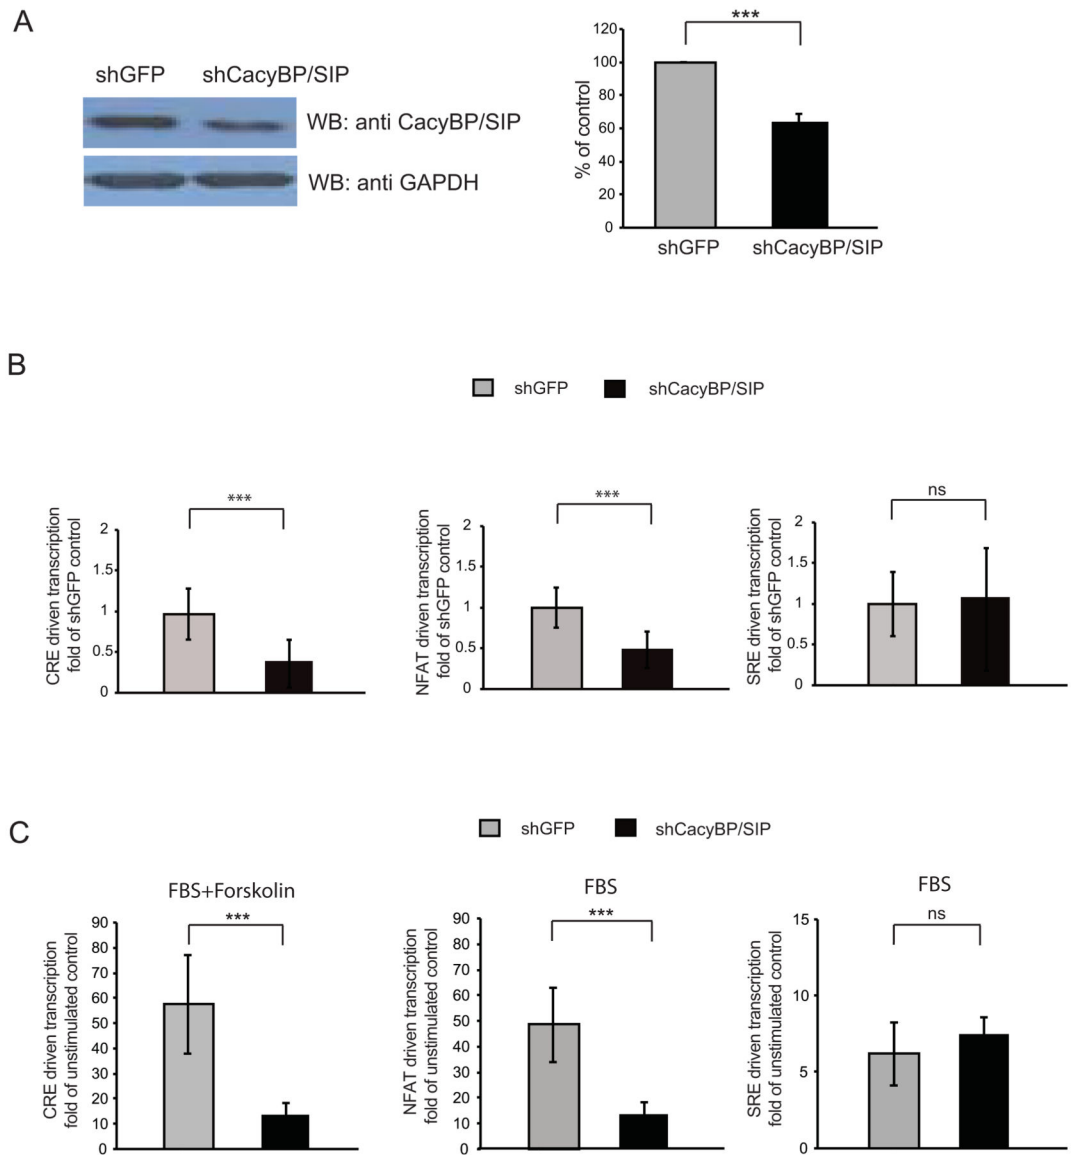 A
shGFP shCacyBP/SIP
WB: anti CacyBP/SIP
WB: anti GAPDH
***
120
100
80
60
40
20
0
% of control
shGFP shCacyBP/SIP
B
shGFP shCacyBP/SIP
***
2
1.5
1
0.5
0
CRE driven transcription
fold of shGFP control
***
2
1.5
1
0.5
0
NFAT driven transcription
fold of shGFP control
ns
2
1.5
1
0.5
0
SRE driven transcription
fold of shGFP control
C
shGFP shCacyBP/SIP
FBS+Forskolin
***
90
80
70
60
50
40
30
20
10
0
CRE driven transcription
fold of unstimulated control
FBS
***
90
80
70
60
50
40
30
20
10
0
NFAT driven transcription
fold of unstimulated control
FBS
ns
15
10
5
0
SRE driven transcription
fold of unstimulated control